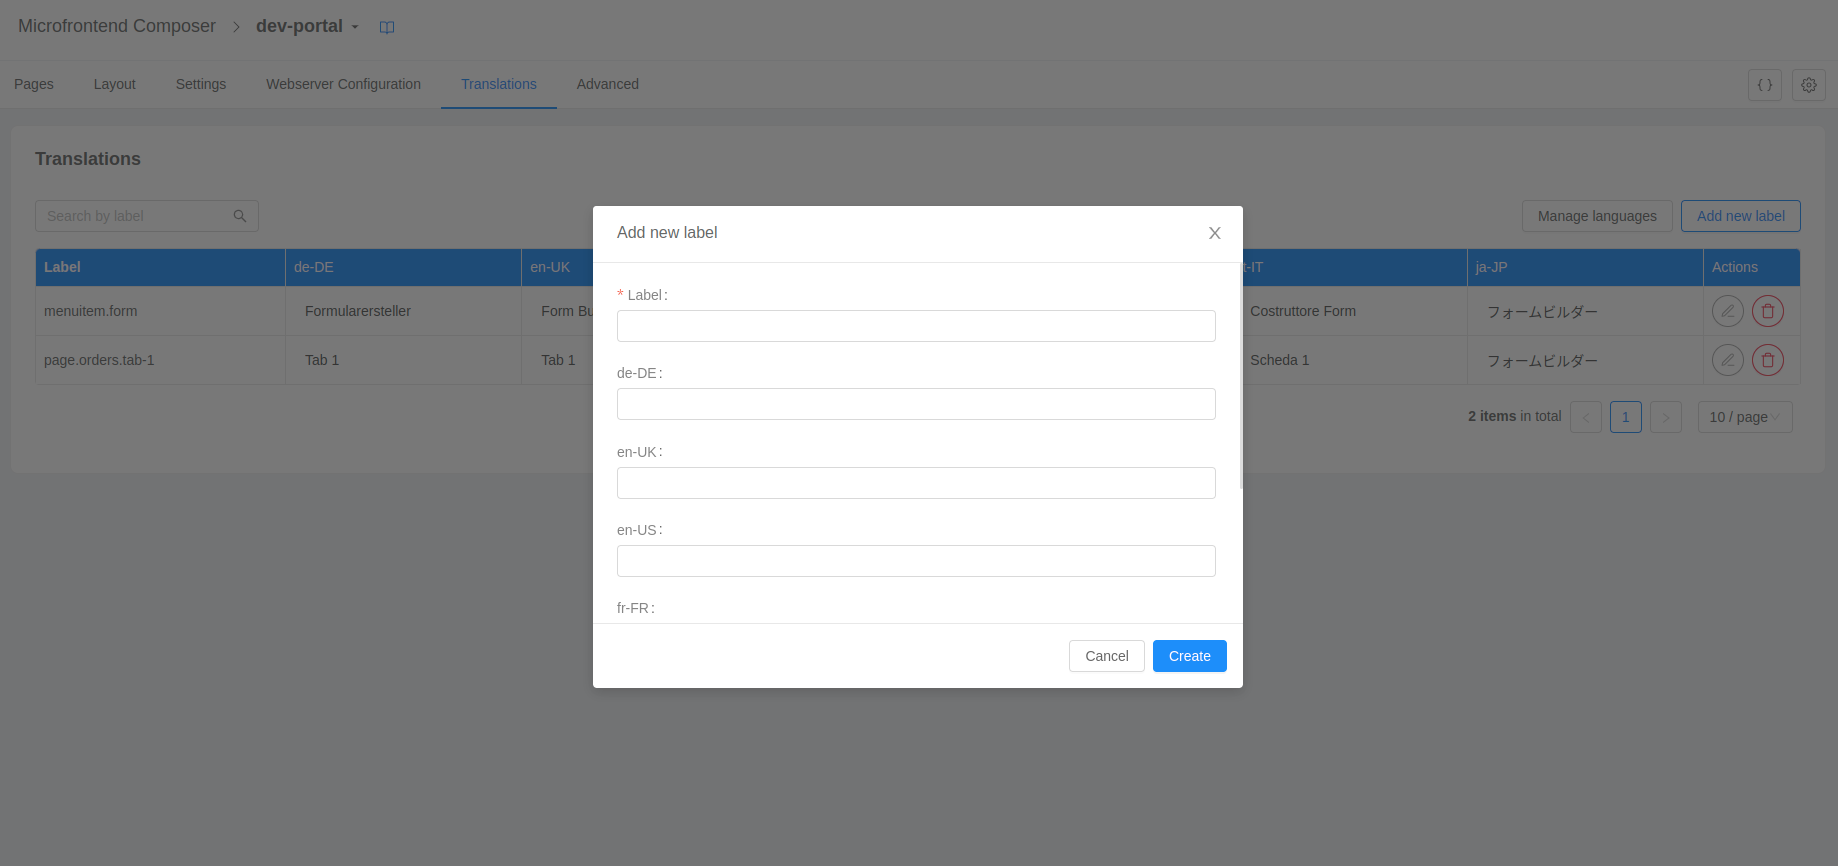 Microfrontend Composer > dev-portal
Pages Layout Settings Webserver Configuration Translations Advanced { }
Translations
Search by label Manage languages Add new label
Label de-DE en-UK t-IT ja-JP Actions
menuitem.form Formularersteller Form Bu Costruttore Form フォームビルダー
page.orders.tab-1 Tab 1 Tab 1 Scheda 1 フォームビルダー
2 items in total < 1 > 10 / page
Add new label
* Label:
de-DE:
en-UK:
en-US:
fr-FR:
Cancel Create